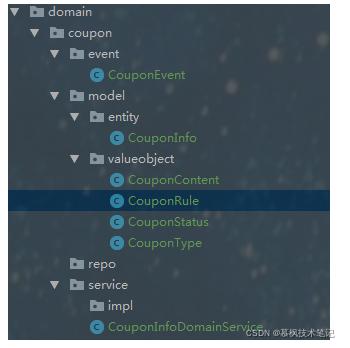 domain
coupon
event
CouponEvent
model
entity
CouponInfo
valueobject
CouponContent
CouponRule
CouponStatus
CouponType
repo
service
impl
CouponInfoDomainService
CSDN @慕枫技术笔记